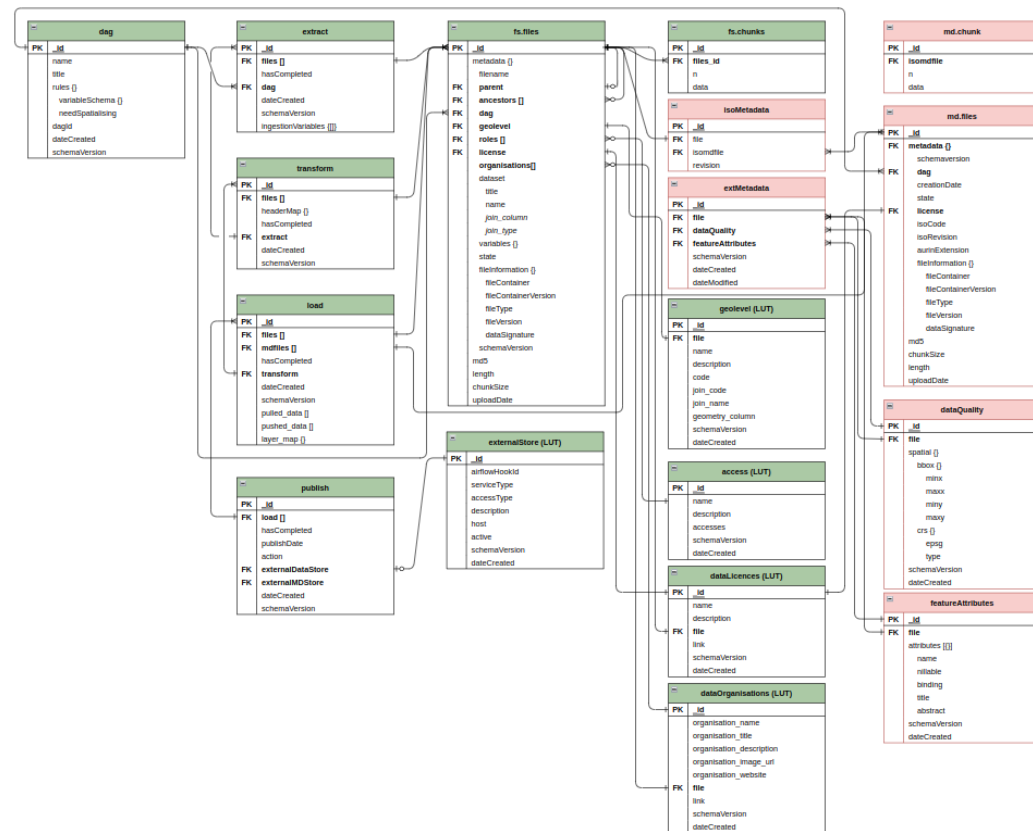 dag
PK _id
name
title
rules {}
variableSchema {}
needSpatialising
dagId
dateCreated
schemaVersion
extract
PK _id
FK files []
hasCompleted
FK dag
dateCreated
schemaVersion
ingestionVariables {[]}
transform
PK _id
FK files []
headerMap {}
hasCompleted
FK extract
dateCreated
schemaVersion
load
PK _id
FK files []
FK mdfiles []
hasCompleted
FK transform
dateCreated
schemaVersion
pulled_data []
pushed_data []
layer_map {}
publish
PK _id
FK load []
hasCompleted
publishDate
action
FK externalDataStore
FK externalMDStore
dateCreated
schemaVersion
fs.files
PK _id
metadata {}
filename
FK parent
FK ancestors []
FK dag
FK geolevel
FK roles []
FK license
organisations[]
dataset
title
name
join_column
join_type
variables {}
state
fileInformation {}
fileContainer
fileContainerVersion
fileType
fileVersion
dataSignature
schemaVersion
md5
length
chunkSize
uploadDate
externalStore (LUT)
PK _id
airflowHookId
serviceType
accessType
description
host
active
schemaVersion
dateCreated
fs.chunks
PK _id
FK files_id
n
data
isoMetadata
PK _id
FK file
FK isomdfile
revision
extMetadata
PK _id
FK file
FK dataQuality
FK featureAttributes
schemaVersion
dateCreated
dateModified
geolevel (LUT)
PK _id
FK file
name
description
code
join_code
join_name
geometry_column
schemaVersion
dateCreated
access (LUT)
PK _id
name
description
accesses
schemaVersion
dateCreated
dataLicences (LUT)
PK _id
name
description
FK file
link
schemaVersion
dateCreated
dataOrganisations (LUT)
PK _id
organisation_name
organisation_title
organisation_description
organisation_image_url
organisation_website
FK file
link
schemaVersion
dateCreated
md.chunk
PK _id
FK isomdfile
n
data
md.files
PK _id
FK metadata {}
schemaversion
FK dag
creationDate
state
FK license
isoCode
isoRevision
aurinExtension
fileInformation {}
fileContainer
fileContainerVersion
fileType
fileVersion
dataSignature
md5
chunkSize
length
uploadDate
dataQuality
PK _id
FK file
spatial {}
bbox {}
minx
maxx
miny
maxy
crs {}
epsg
type
schemaVersion
dateCreated
featureAttributes
PK _id
FK file
attributes [{}]
name
nillable
binding
title
abstract
schemaVersion
dateCreated